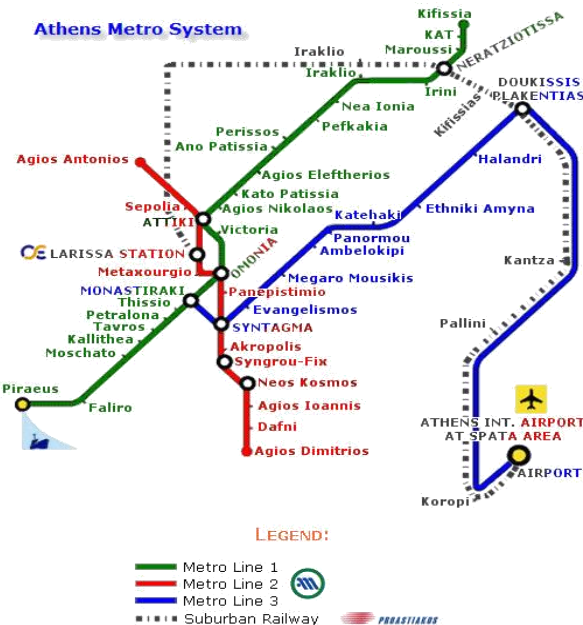 Athens Metro System
Kifissia
KAT
Maroussi
NERATZIOTISSA
Iraklio
Iraklio
Irini
DOUKISSIS
PLAKENTIAS
Kifissias
Nea Ionia
Pefkakia
Perissos
Ano Patissia
Agios Antonios
Halandri
Agios Eleftherios
Kato Patissia
Sepolia
Agios Nikolaos
ATTIKI
Victoria
Katehaki
Ethniki Amyna
Panormou
Ambelokipi
LARISSA STATION
OMONIA
Kantza
Metaxourgio
Megaro Mousikis
MONASTIRAKI
Panepistimio
Thissio
Evangelismos
Petralona
SYNTAGMA
Pallini
Tavros
Kallithea
Akropolis
Moschato
Syngrou-Fix
Piraeus
Neos Kosmos
Faliro
Agios Ioannis
ATHENS INT. AIRPORT
AT SPATA AREA
Dafni
Agios Dimitrios
AIRPORT
Koropi
LEGEND:
Metro Line 1
Metro Line 2
Metro Line 3
Suburban Railway
PROASTIAKOS